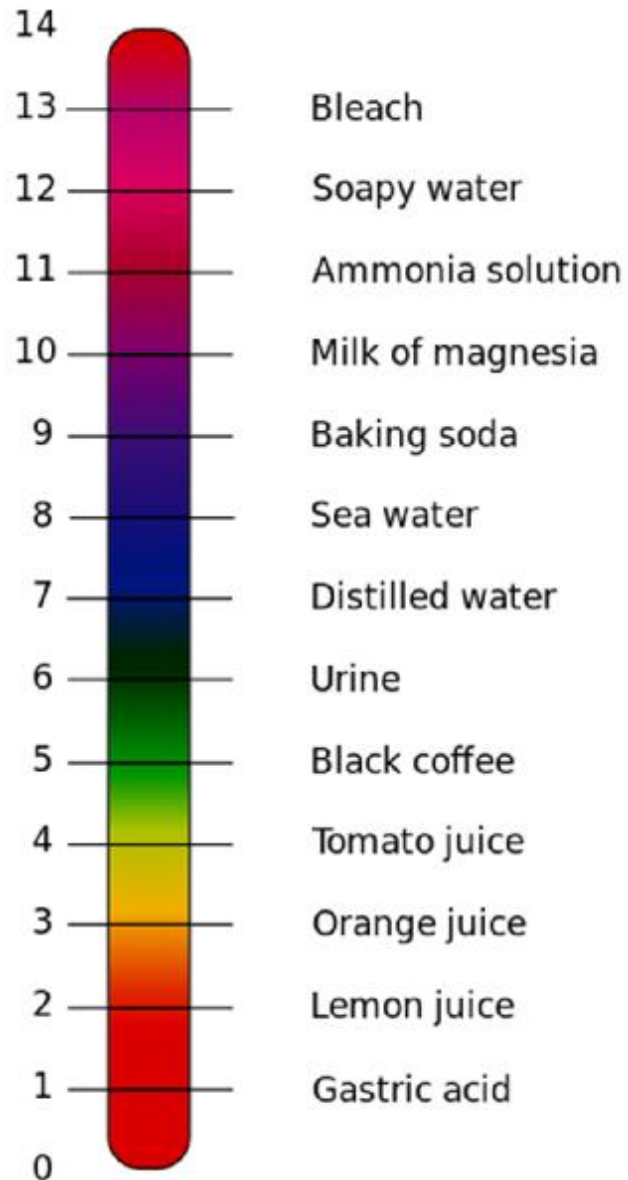 14
13 Bleach
12 Soapy water
11 Ammonia solution
10 Milk of magnesia
9 Baking soda
8 Sea water
7 Distilled water
6 Urine
5 Black coffee
4 Tomato juice
3 Orange juice
2 Lemon juice
1 Gastric acid
0